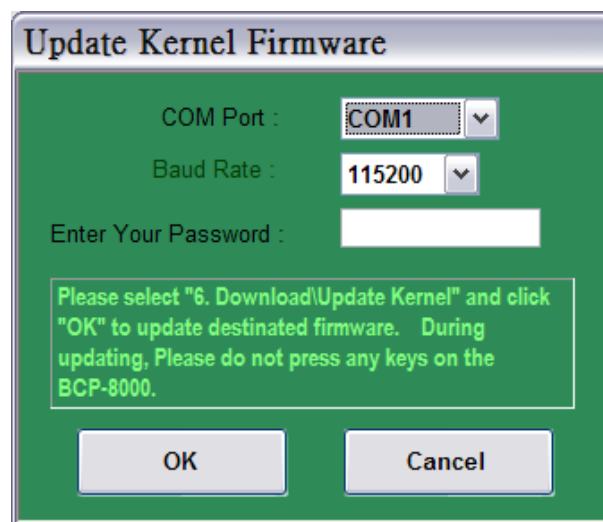 Update Kernel Firmware
COM Port :
COM1
Baud Rate :
115200
Enter Your Password :
Please select "6. Download\Update Kernel" and click
"OK" to update destinated firmware. During
updating, Please do not press any keys on the
BCP-8000.
OK
Cancel